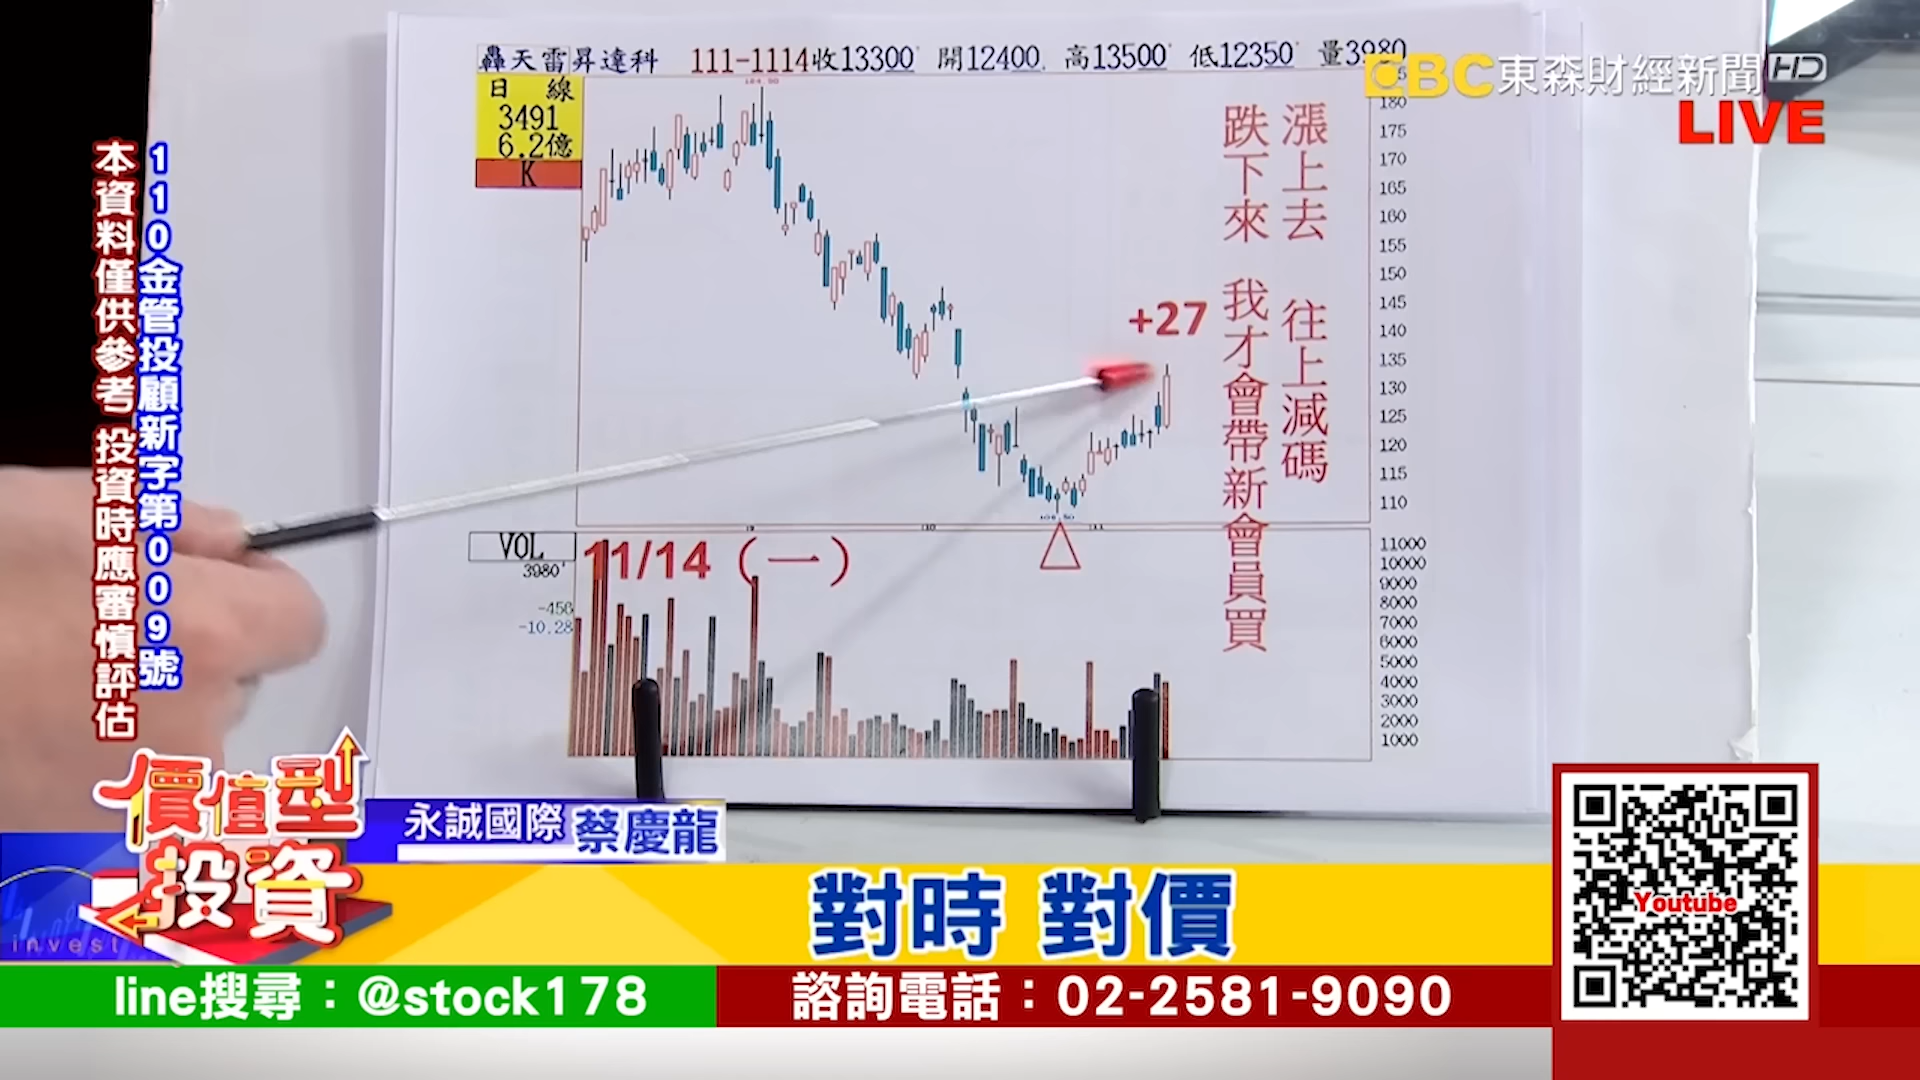 轟天雷昇達科 111-1114收13300 開12400 高13500 低12350 量3980
EBC東森財經新聞HD
LIVE
日 線
3491
6.2億
K
漲上去 往上減碼
跌下來 我才會帶新會員買
180
175
170
165
160
155
150
145
140
135
130
125
120
115
110
+27
10
11
VOL
3980
-456
-10.28
11/14（一）
11000
10000
9000
8000
7000
6000
5000
4000
3000
2000
1000
110金管投顧新字第009號
本資料僅供參考 投資時應審慎評估
價值型
投資
invest
永誠國際 蔡慶龍
對時 對價
Youtube
line搜尋：@stock178
諮詢電話：02-2581-9090